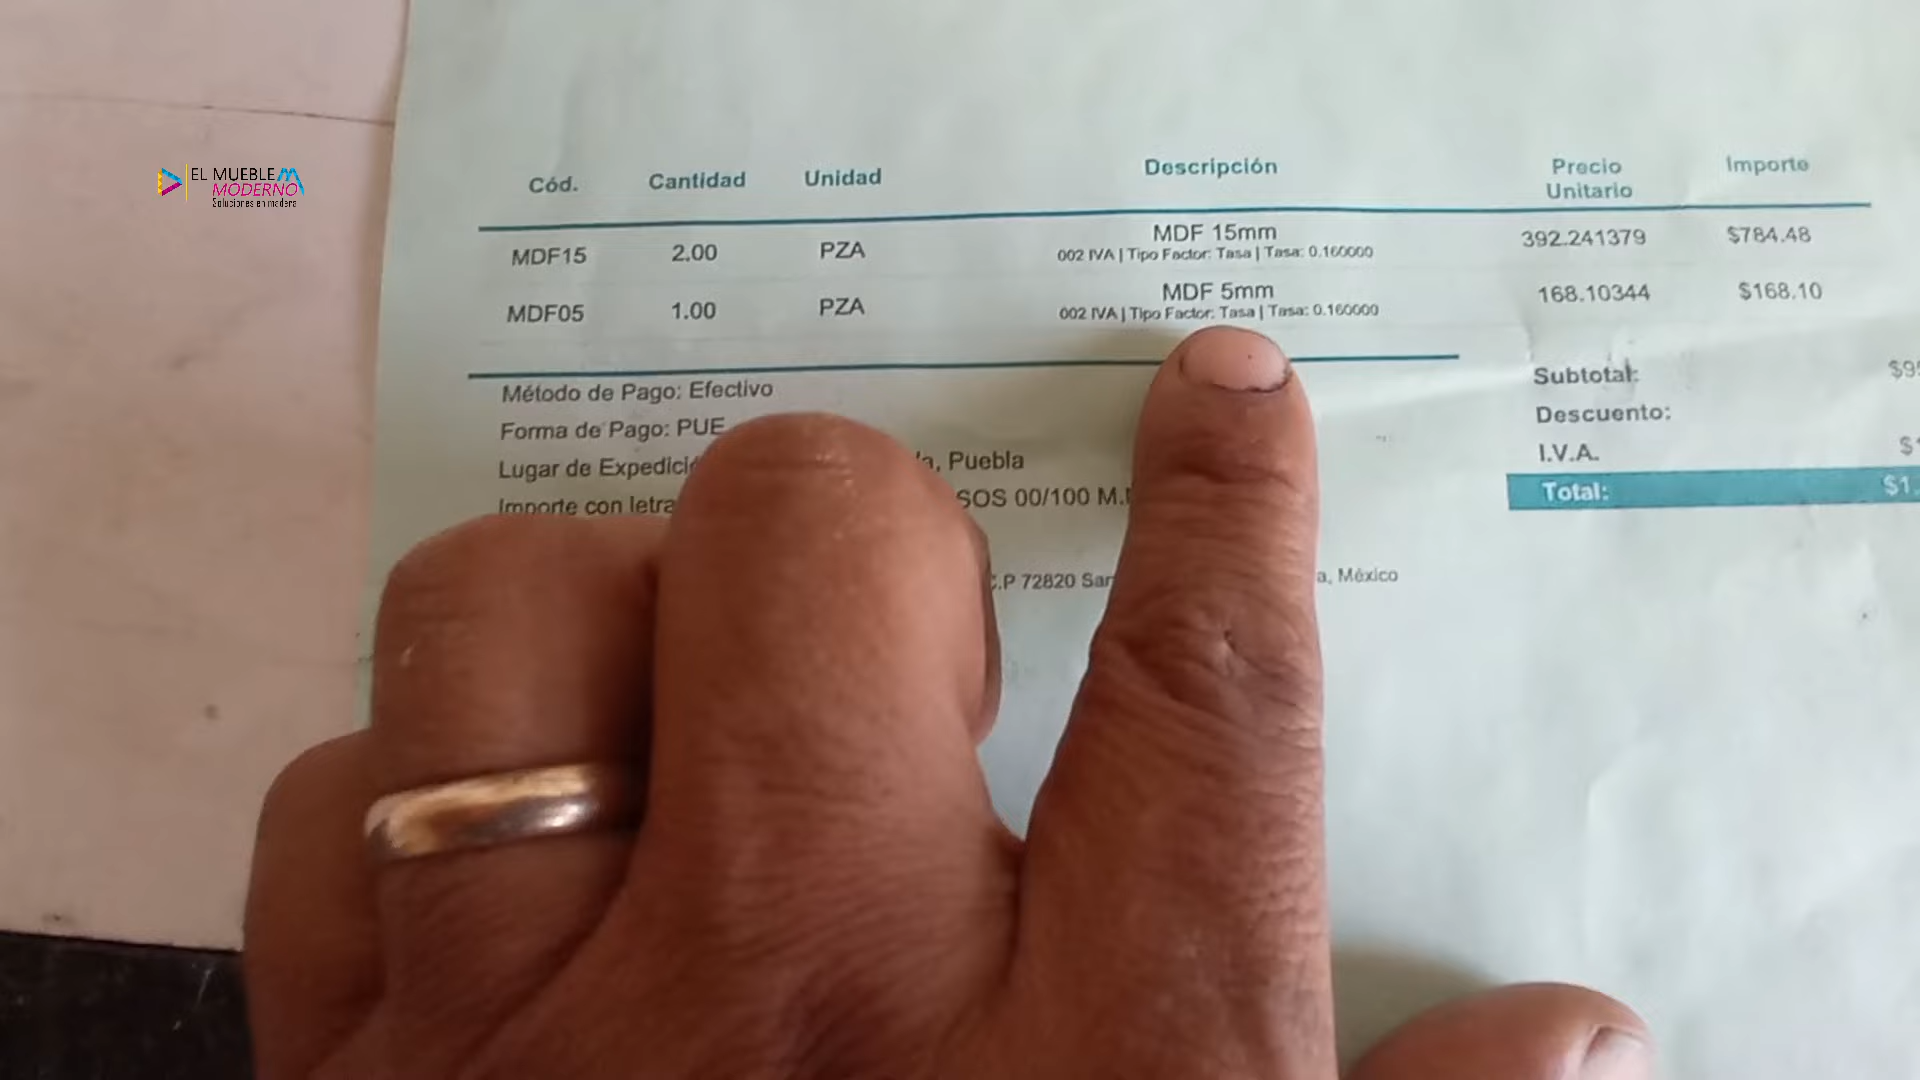 EL MUEBLE
MODERNO
Soluciones en madera
Cód. Cantidad Unidad Descripción Precio Unitario Importe
MDF15 2.00 PZA MDF 15mm 392.241379 $784.48
002 IVA | Tipo Factor: Tasa | Tasa: 0.160000
MDF05 1.00 PZA MDF 5mm 168.10344 $168.10
002 IVA | Tipo Factor: Tasa | Tasa: 0.160000
Método de Pago: Efectivo
Forma de Pago: PUE
Lugar de Puebla
Importe con letra 00/100
C.P 72820 México
Subtotal:
Descuento:
I.V.A.
Total: